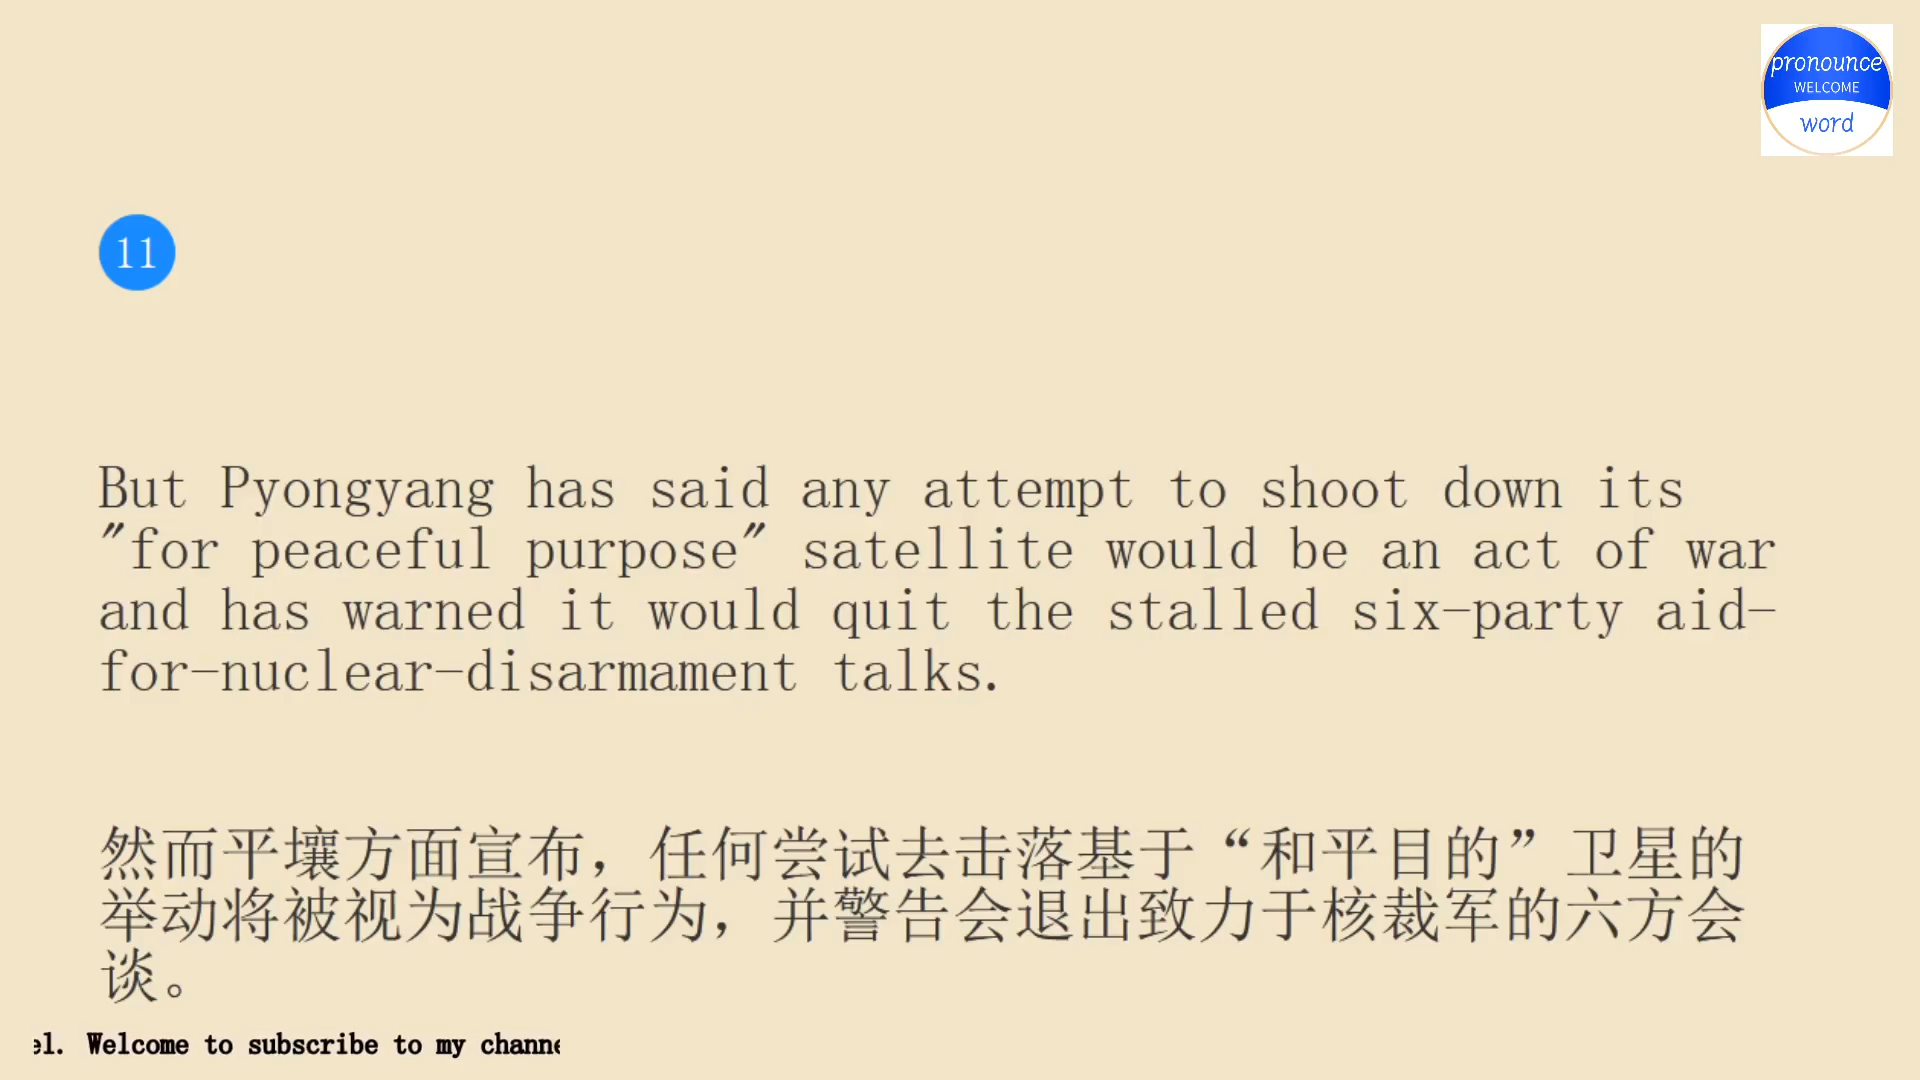 pronounce
WELCOME
word
11
But Pyongyang has said any attempt to shoot down its
"for peaceful purpose" satellite would be an act of war
and has warned it would quit the stalled six-party aid-
for-nuclear-disarmament talks.
然而平壤方面宣布，任何尝试去击落基于“和平目的”卫星的
举动将被视为战争行为，并警告会退出致力于核裁军的六方会
谈。
el. Welcome to subscribe to my channe